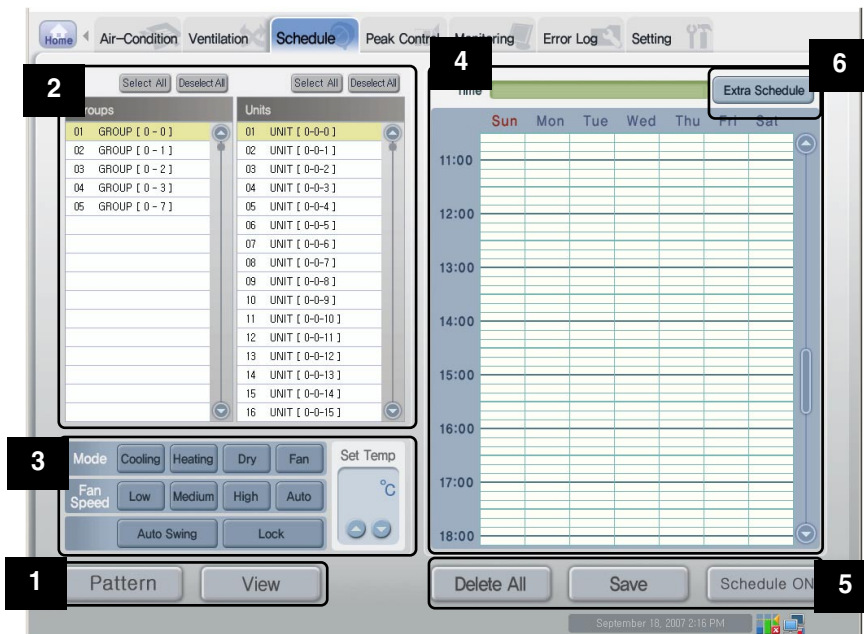 Home Air-Condition Ventilation Schedule Peak Control Monitoring Error Log Setting
4
6
2
Select All Deselect All Select All Deselect All
Time
Extra Schedule
Groups
Units
Sun Mon Tue Wed Thu Fri Sat
01 GROUP [ 0 - 0 ]
02 GROUP [ 0 - 1 ]
03 GROUP [ 0 - 2 ]
04 GROUP [ 0 - 3 ]
05 GROUP [ 0 - 7 ]
01 UNIT [ 0-0-0 ]
02 UNIT [ 0-0-1 ]
03 UNIT [ 0-0-2 ]
04 UNIT [ 0-0-3 ]
05 UNIT [ 0-0-4 ]
06 UNIT [ 0-0-5 ]
07 UNIT [ 0-0-6 ]
08 UNIT [ 0-0-7 ]
09 UNIT [ 0-0-8 ]
10 UNIT [ 0-0-9 ]
11 UNIT [ 0-0-10 ]
12 UNIT [ 0-0-11 ]
13 UNIT [ 0-0-12 ]
14 UNIT [ 0-0-13 ]
15 UNIT [ 0-0-14 ]
16 UNIT [ 0-0-15 ]
11:00
12:00
13:00
14:00
15:00
16:00
17:00
18:00
3
Mode Cooling Heating Dry Fan
Set Temp
°C
Fan Speed Low Medium High Auto
Auto Swing Lock
1
Pattern View
Delete All Save Schedule ON
5
September 18, 2007 2:16 PM